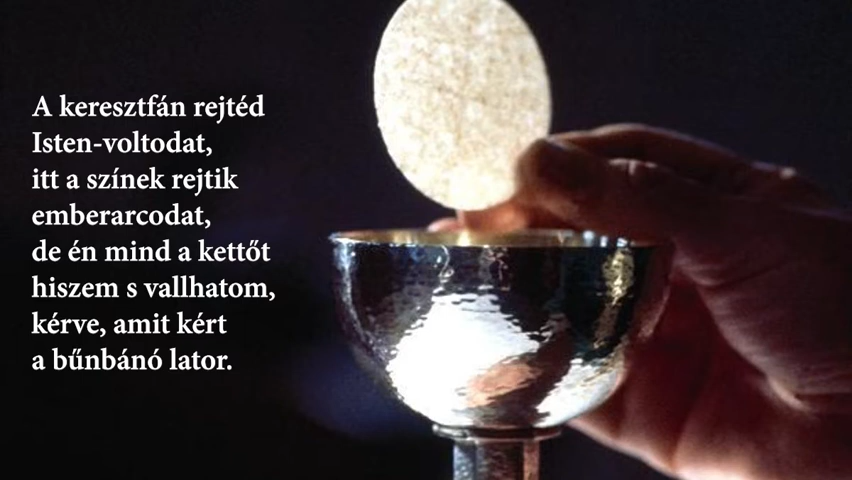 A keresztfán rejtéd
Isten-voltodat,
itt a színek rejtik
emberarcodat,
de én mind a kettőt
hiszem s vallhatom,
kérve, amit kért
a bűnbánó lator.